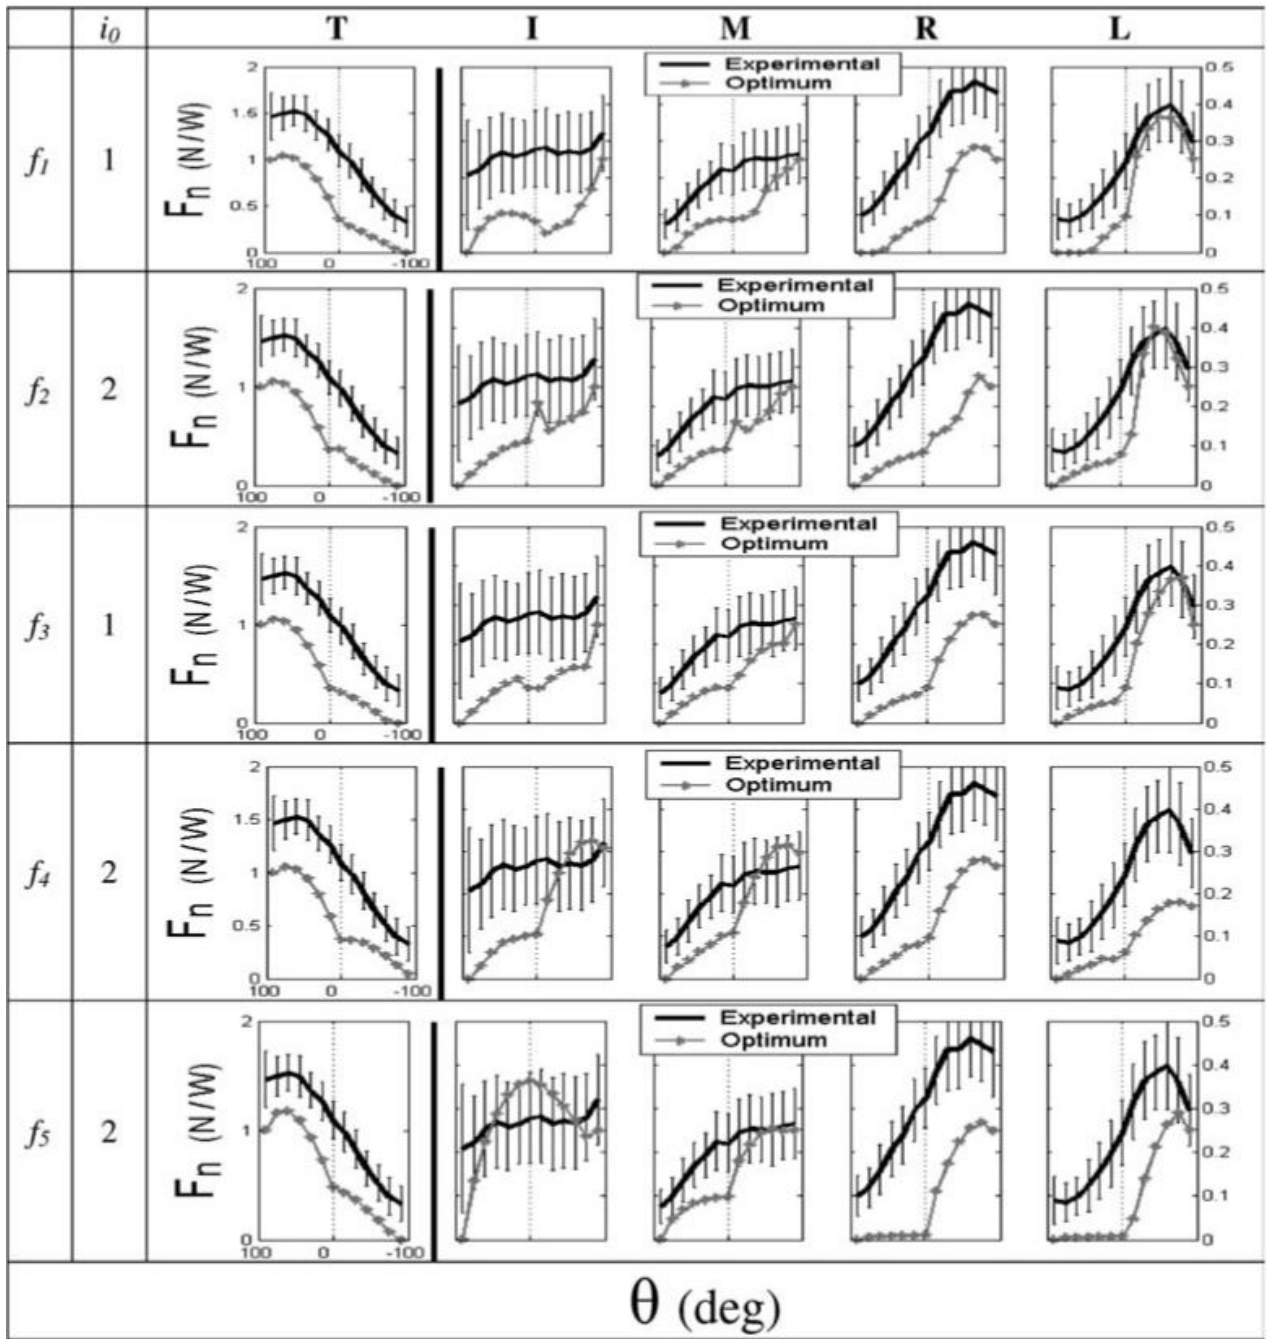 i0 T I M R L
Experimental
Optimum
f1 1 Fn (N/W)
2
1.5
1
0.5
0
100 0 -100
0.5
0.4
0.3
0.2
0.1
0
Experimental
Optimum
f2 2 Fn (N/W)
2
1
0
100 0 -100
0.5
0.4
0.3
0.2
0.1
0
Experimental
Optimum
f3 1 Fn (N/W)
2
1
0
100 0 -100
0.5
0.4
0.3
0.2
0.1
0
Experimental
Optimum
f4 2 Fn (N/W)
2
1.5
1
0.5
0
100 0 -100
0.5
0.4
0.3
0.2
0.1
0
Experimental
Optimum
f5 2 Fn (N/W)
2
1
0
100 0 -100
0.5
0.4
0.3
0.2
0.1
0
θ (deg)